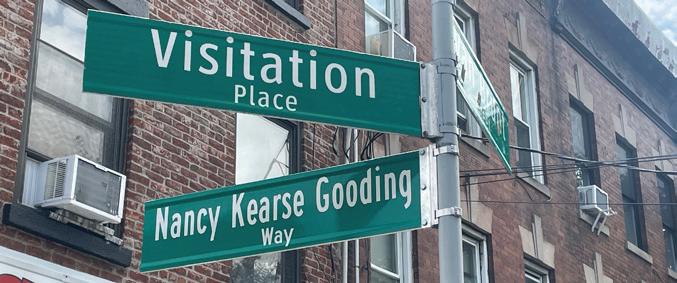 Visitation
Place
Nancy Kearse Gooding
Way